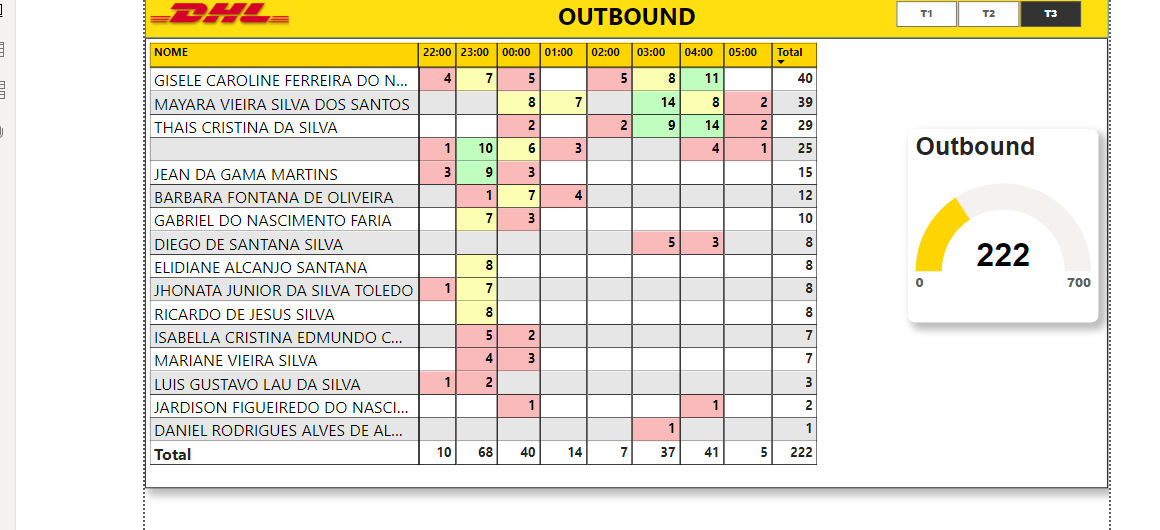 DHL OUTBOUND T1 T2 T3
NOME 22:00 23:00 00:00 01:00 02:00 03:00 04:00 05:00 Total
GISELE CAROLINE FERREIRA DO N... 4 7 5 5 8 11 40
MAYARA VIEIRA SILVA DOS SANTOS 8 7 14 8 2 39
THAIS CRISTINA DA SILVA 2 2 9 14 2 29
1 10 6 3 4 1 25
JEAN DA GAMA MARTINS 3 9 3 15
BARBARA FONTANA DE OLIVEIRA 1 7 4 12
GABRIEL DO NASCIMENTO FARIA 7 3 10
DIEGO DE SANTANA SILVA 5 3 8
ELIDIANE ALCANJO SANTANA 8 8
JHONATA JUNIOR DA SILVA TOLEDO 1 7 8
RICARDO DE JESUS SILVA 8 8
ISABELLA CRISTINA EDMUNDO C... 5 2 7
MARIANE VIEIRA SILVA 4 3 7
LUIS GUSTAVO LAU DA SILVA 1 2 3
JARDISON FIGUEIREDO DO NASCI... 1 1 2
DANIEL RODRIGUES ALVES DE AL... 1 1
Total 10 68 40 14 7 37 41 5 222
Outbound
222
0 700